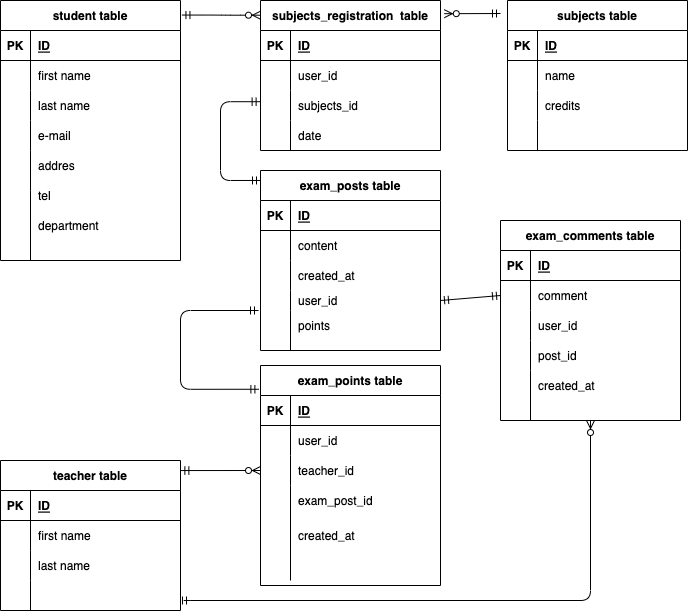 student table
PK ID
first name
last name
e-mail
addres
tel
department
subjects_registration table
PK ID
user_id
subjects_id
date
subjects table
PK ID
name
credits
exam_posts table
PK ID
content
created_at
user_id
points
exam_comments table
PK ID
comment
user_id
post_id
created_at
exam_points table
PK ID
user_id
teacher_id
exam_post_id
created_at
teacher table
PK ID
first name
last name